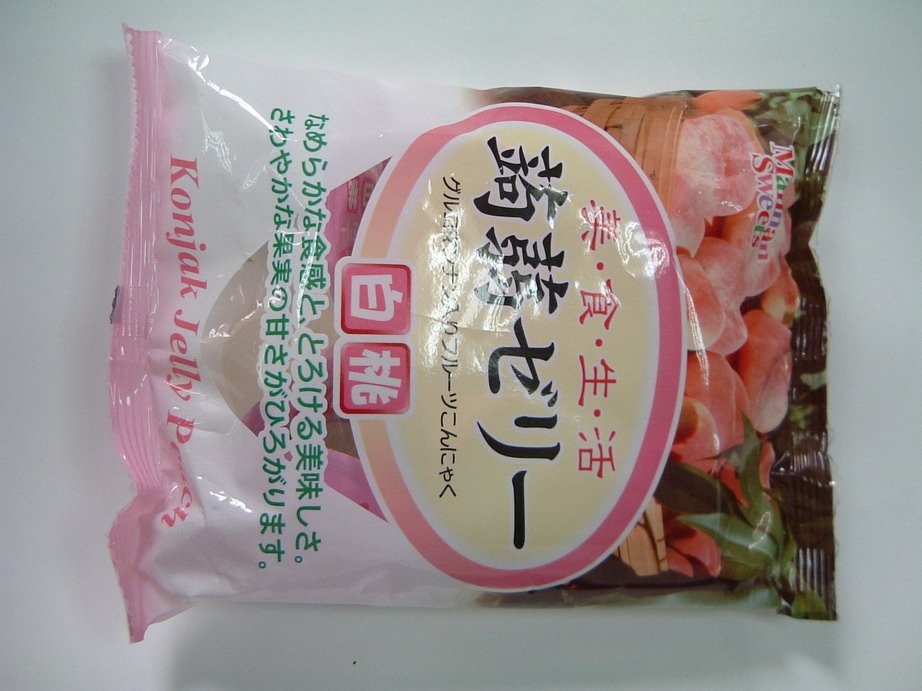 Mannan
Sweets
美・食・生・活
蒟蒻ゼリー
グルコマンナン入りフルーツこんにゃく
白桃
なめらかな食感と、とろける美味しさ。
さわやかな果実の甘さがひろがります。
Konjak Jelly Peach